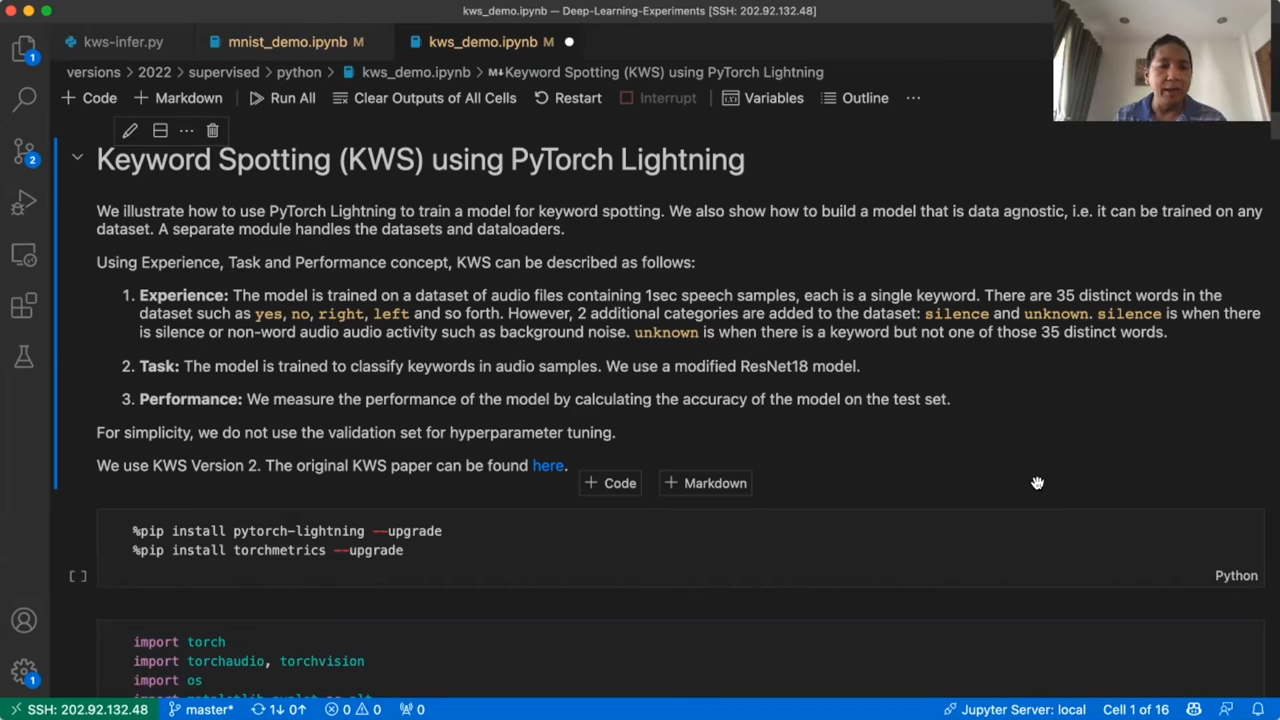 kws_demo.ipynb — Deep-Learning-Experiments [SSH: 202.92.132.48]
kws-infer.py mnist_demo.ipynb M kws_demo.ipynb M
versions > 2022 > supervised > python > kws_demo.ipynb > M↓Keyword Spotting (KWS) using PyTorch Lightning
+ Code + Markdown Run All Clear Outputs of All Cells Restart Interrupt Variables Outline ...
Keyword Spotting (KWS) using PyTorch Lightning
We illustrate how to use PyTorch Lightning to train a model for keyword spotting. We also show how to build a model that is data agnostic, i.e. it can be trained on any
dataset. A separate module handles the datasets and dataloaders.
Using Experience, Task and Performance concept, KWS can be described as follows:
1. Experience: The model is trained on a dataset of audio files containing 1sec speech samples, each is a single keyword. There are 35 distinct words in the
dataset such as yes, no, right, left and so forth. However, 2 additional categories are added to the dataset: silence and unknown. silence is when there
is silence or non-word audio audio activity such as background noise. unknown is when there is a keyword but not one of those 35 distinct words.
2. Task: The model is trained to classify keywords in audio samples. We use a modified ResNet18 model.
3. Performance: We measure the performance of the model by calculating the accuracy of the model on the test set.
For simplicity, we do not use the validation set for hyperparameter tuning.
We use KWS Version 2. The original KWS paper can be found here.
+ Code + Markdown
%pip install pytorch-lightning --upgrade
%pip install torchmetrics --upgrade
[ ] Python
import torch
import torchaudio, torchvision
import os
1
2
1
SSH: 202.92.132.48 master* 1↓ 0↑ 0 0 0 Jupyter Server: local Cell 1 of 16